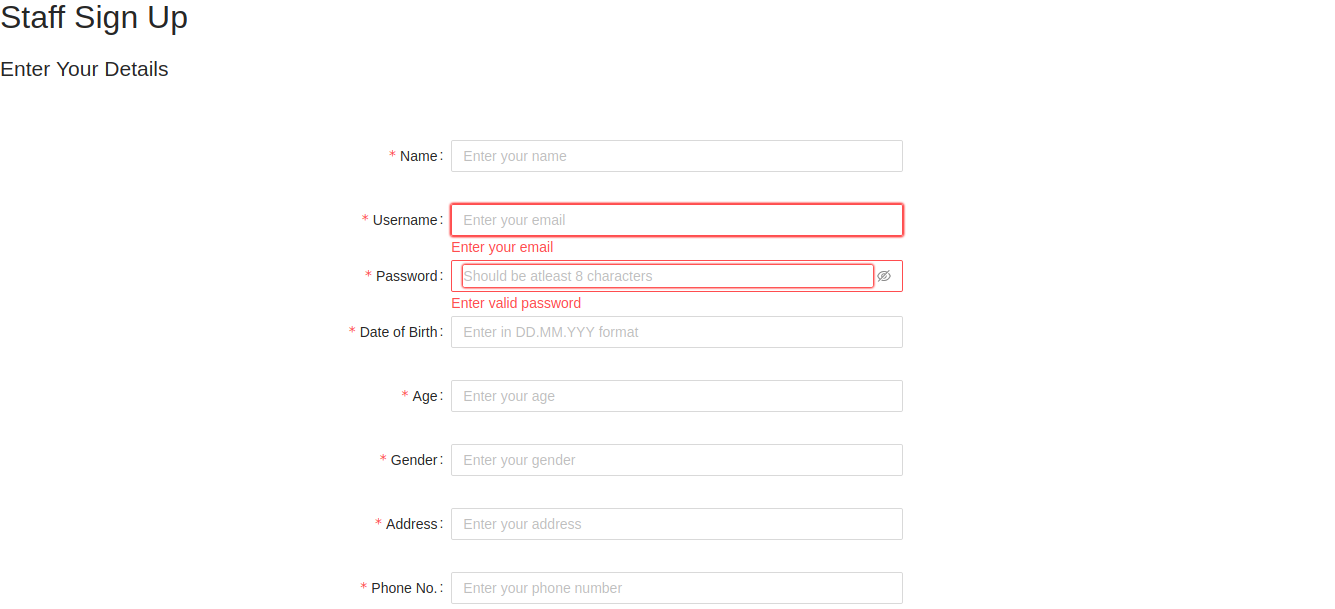 Staff Sign Up
Enter Your Details
* Name: Enter your name
* Username: Enter your email
Enter your email
* Password: Should be atleast 8 characters
Enter valid password
* Date of Birth: Enter in DD.MM.YYY format
* Age: Enter your age
* Gender: Enter your gender
* Address: Enter your address
* Phone No.: Enter your phone number